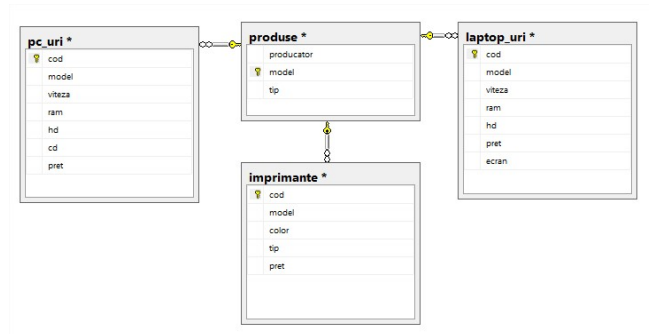 pc_uri *
cod
model
viteza
ram
hd
cd
pret
produse *
producator
model
tip
laptop_uri *
cod
model
viteza
ram
hd
pret
ecran
imprimante *
cod
model
color
tip
pret